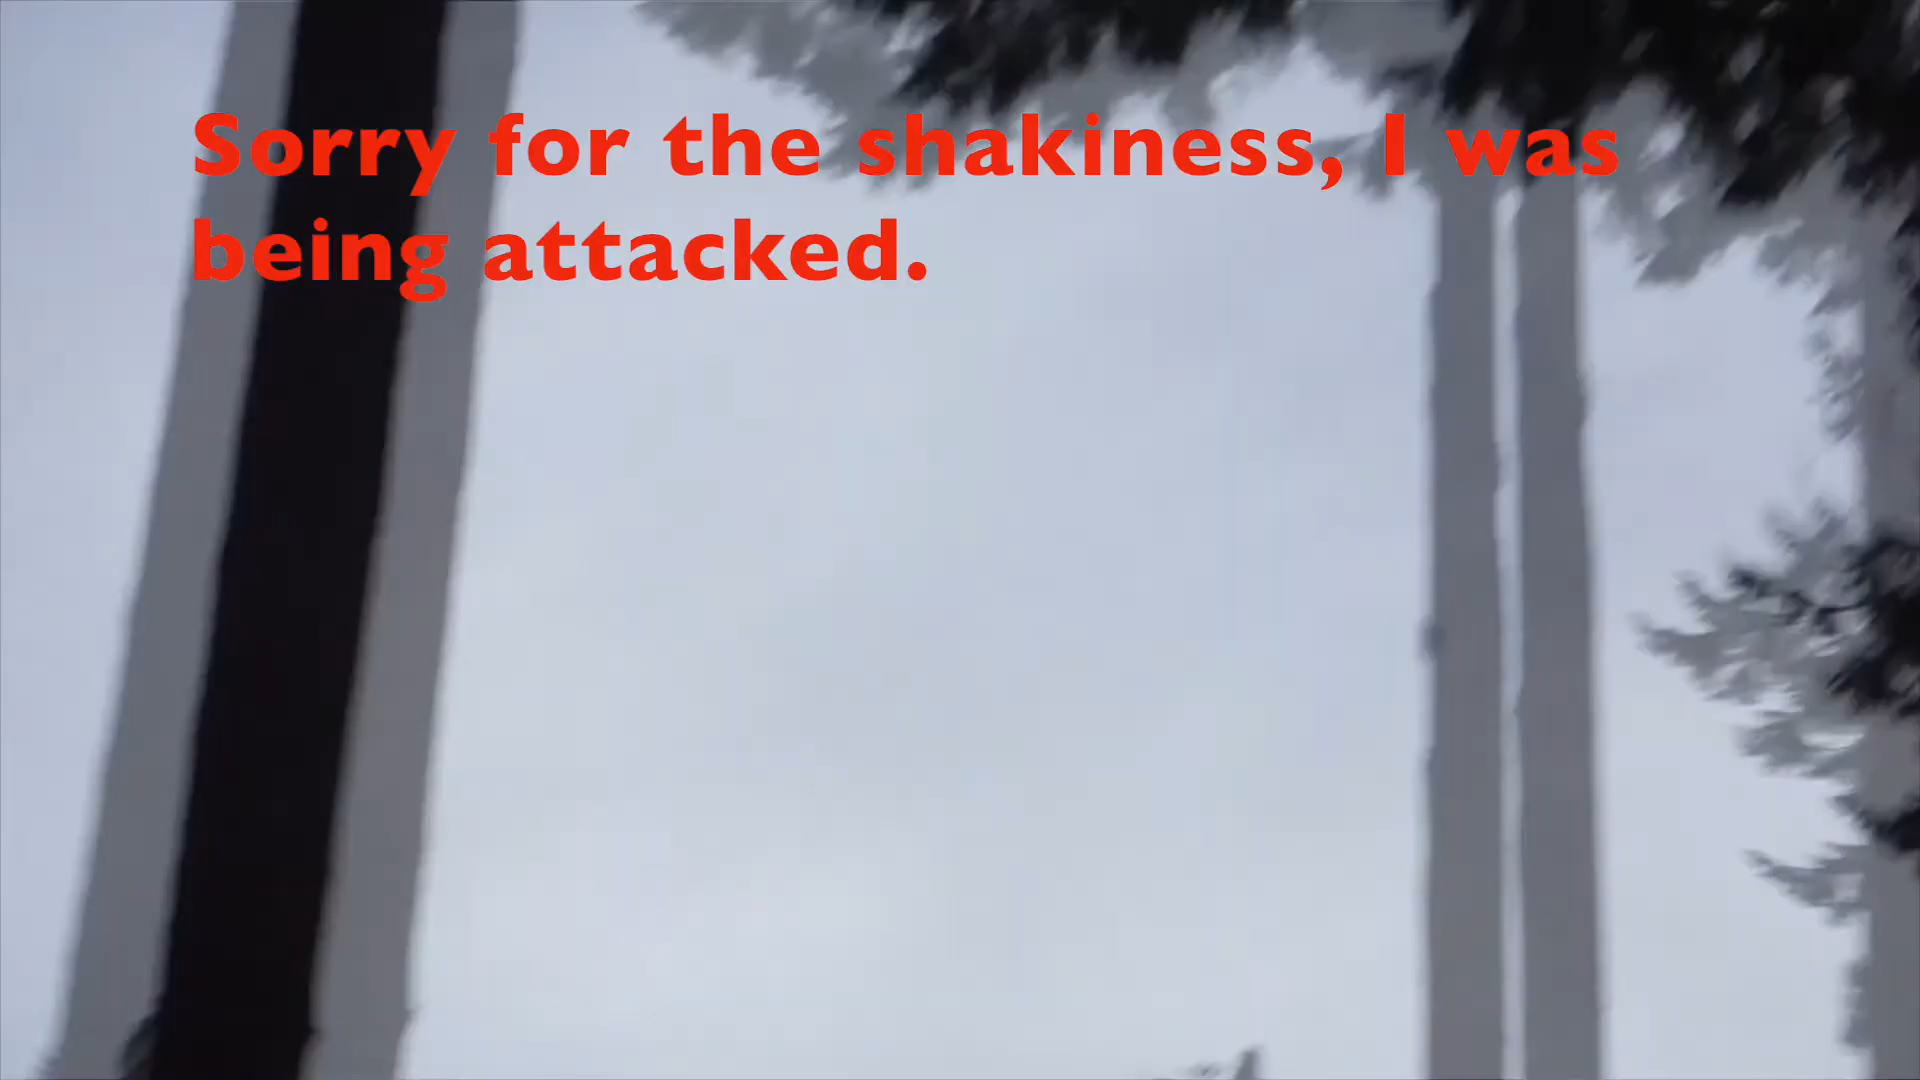 Sorry for the shakiness, I was
being attacked.